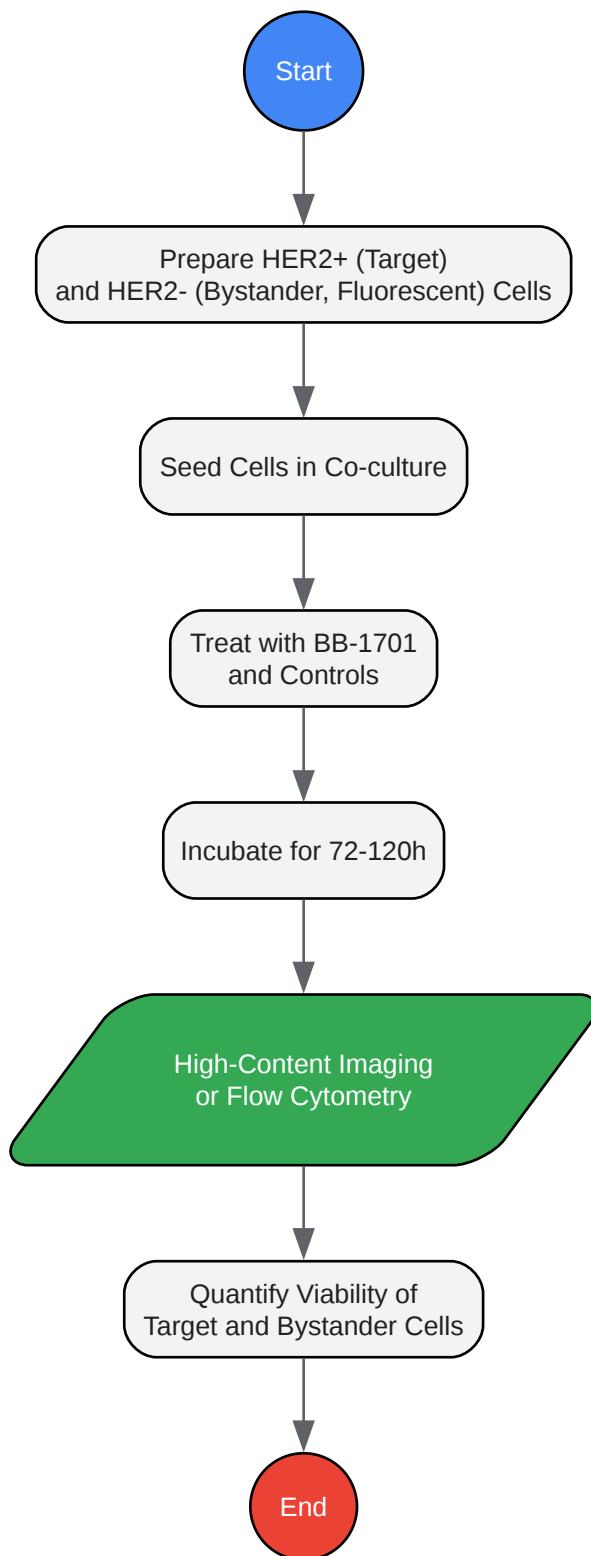 Start
Prepare HER2+ (Target)
and HER2- (Bystander, Fluorescent) Cells
Seed Cells in Co-culture
Treat with BB-1701
and Controls
Incubate for 72-120h
High-Content Imaging
or Flow Cytometry
Quantify Viability of
Target and Bystander Cells
End